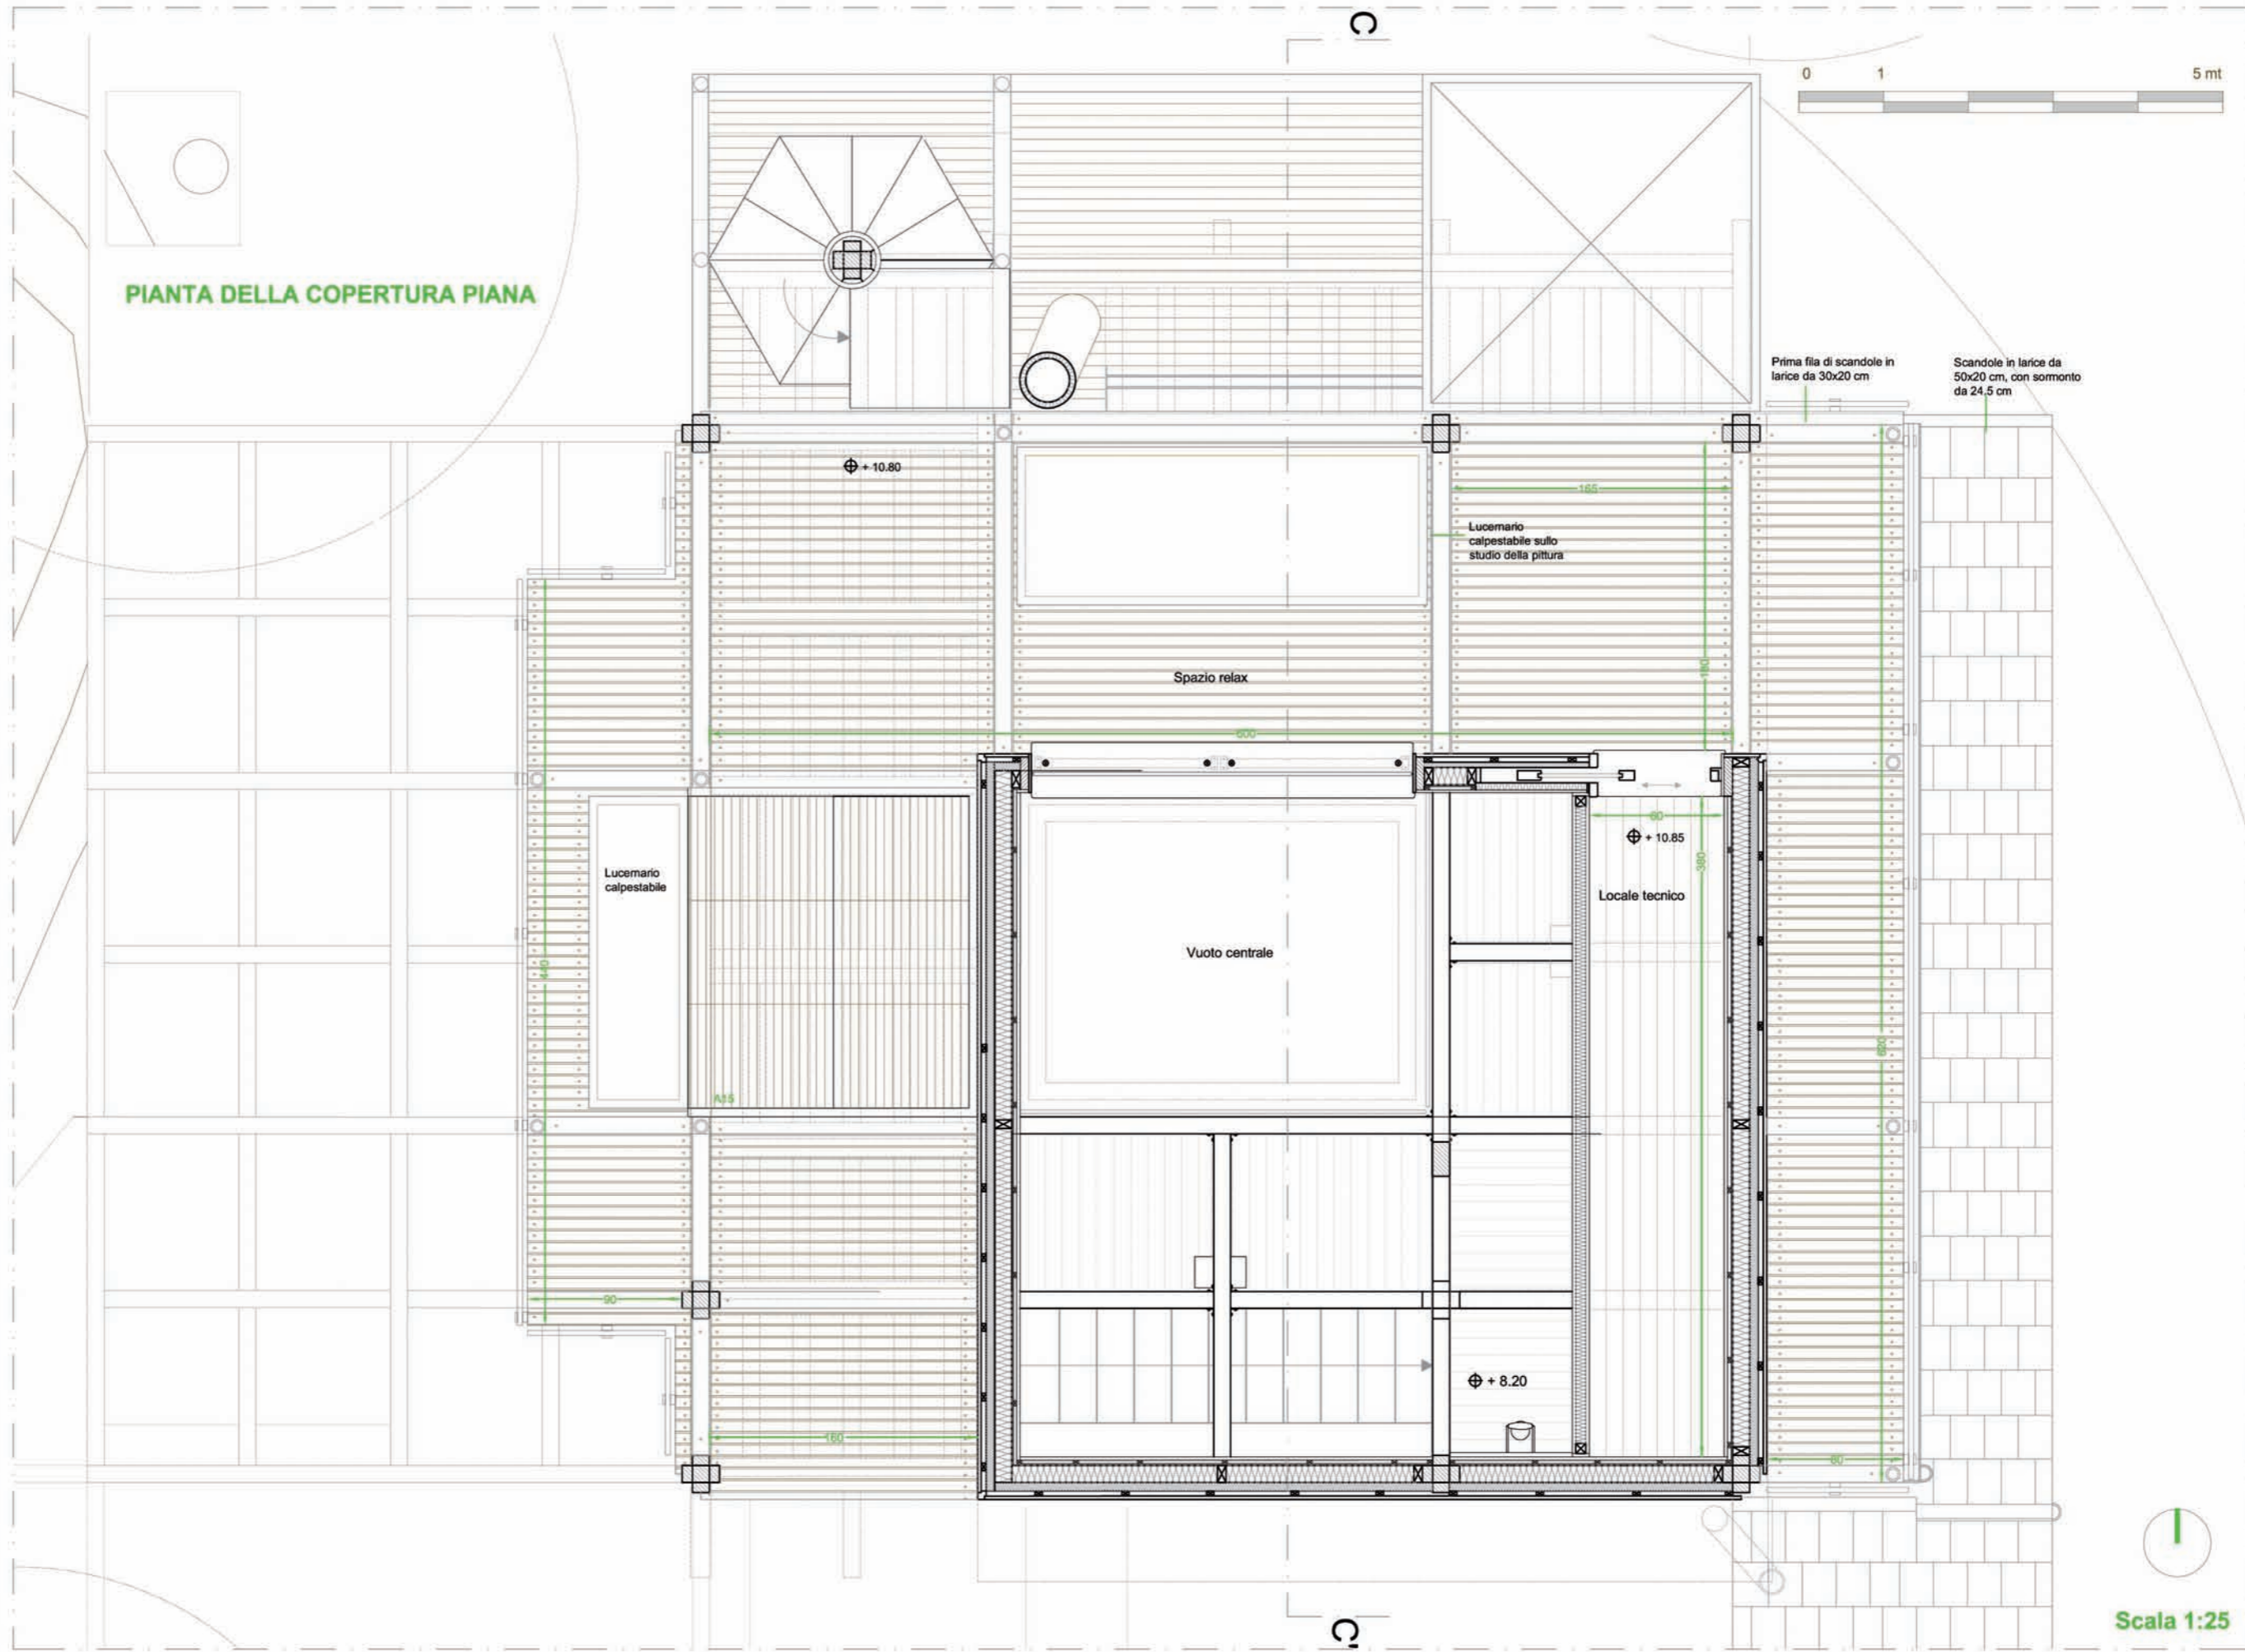 C
0 1 5 mt
PIANTA DELLA COPERTURA PIANA
Prima fila di scandole in
larice da 30x20 cm
Scandole in larice da
50x20 cm, con sormonto
da 24,5 cm
+ 10.80
165
Lucernario
calpestabile sullo
studio della pittura
180
Spazio relax
600
60
+ 10.85
380
Lucernario
calpestabile
Locale tecnico
Vuoto centrale
440
620
A15
90
+ 8.20
160
80
C'
Scala 1:25